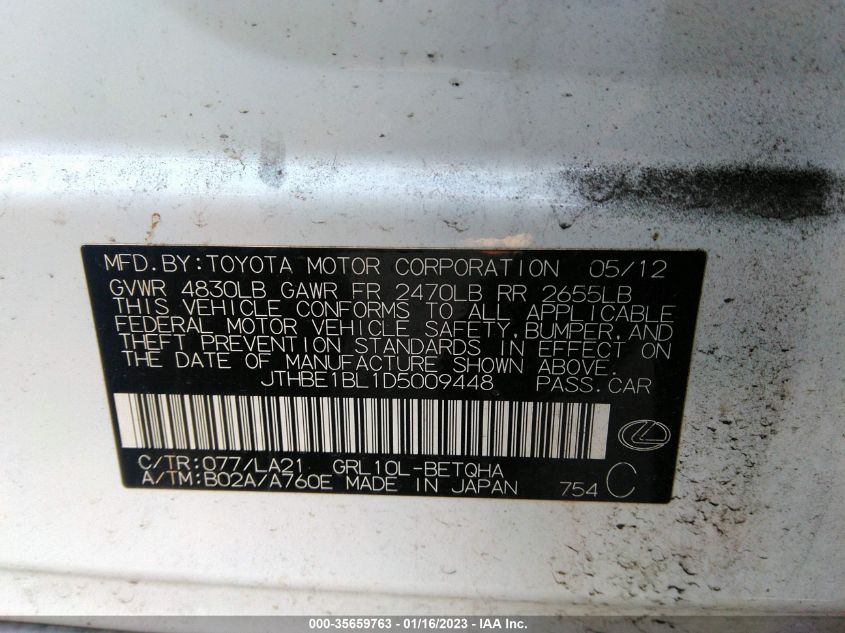 MFD. BY: TOYOTA MOTOR CORPORATION 05/12
GVWR 4830LB GAWR FR 2470LB RR 2655LB
THIS VEHICLE CONFORMS TO ALL APPLICABLE
FEDERAL MOTOR VEHICLE SAFETY, BUMPER, AND
THEFT PREVENTION STANDARDS IN EFFECT ON
THE DATE OF MANUFACTURE SHOWN ABOVE.
JTHBE1BL1D5009448 PASS. CAR
C/TR: 077/LA21 GRL10L-BETQHA
A/TM: B02A/A760E MADE IN JAPAN 754 C
000-35659763 - 01/16/2023 - IAA Inc.